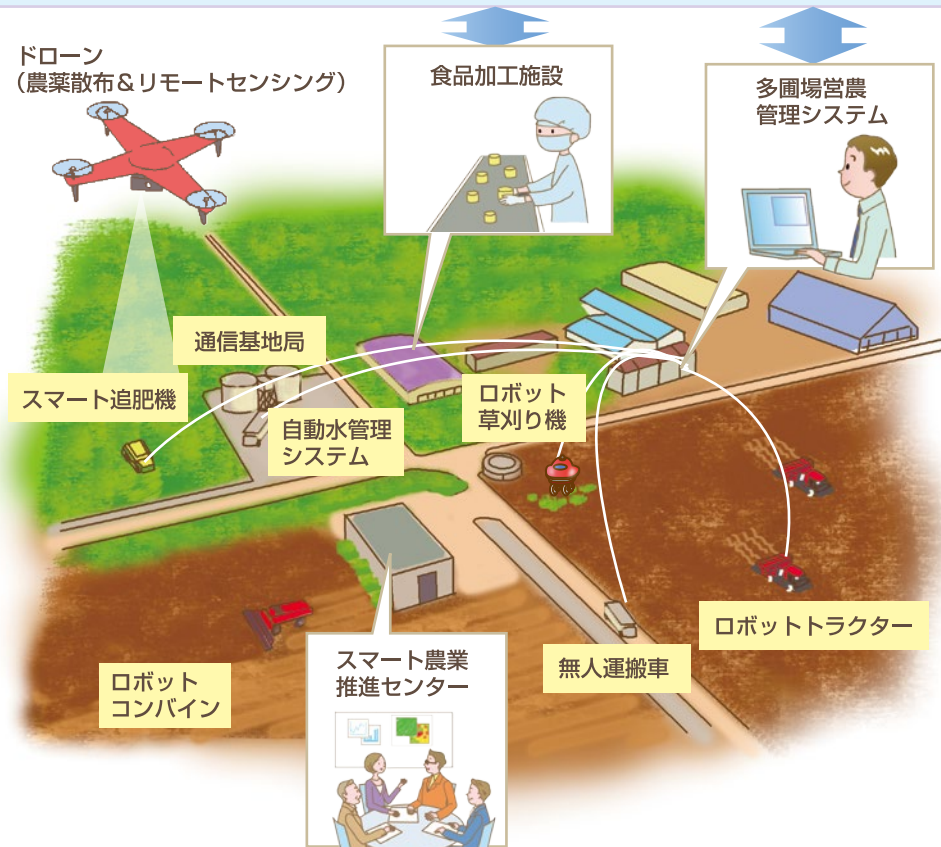 ドローン
（農薬散布＆リモートセンシング）
食品加工施設
多圃場営農
管理システム
通信基地局
スマート追肥機
自動水管理
システム
ロボット
草刈り機
ロボットトラクター
無人運搬車
スマート農業
推進センター
ロボット
コンバイン